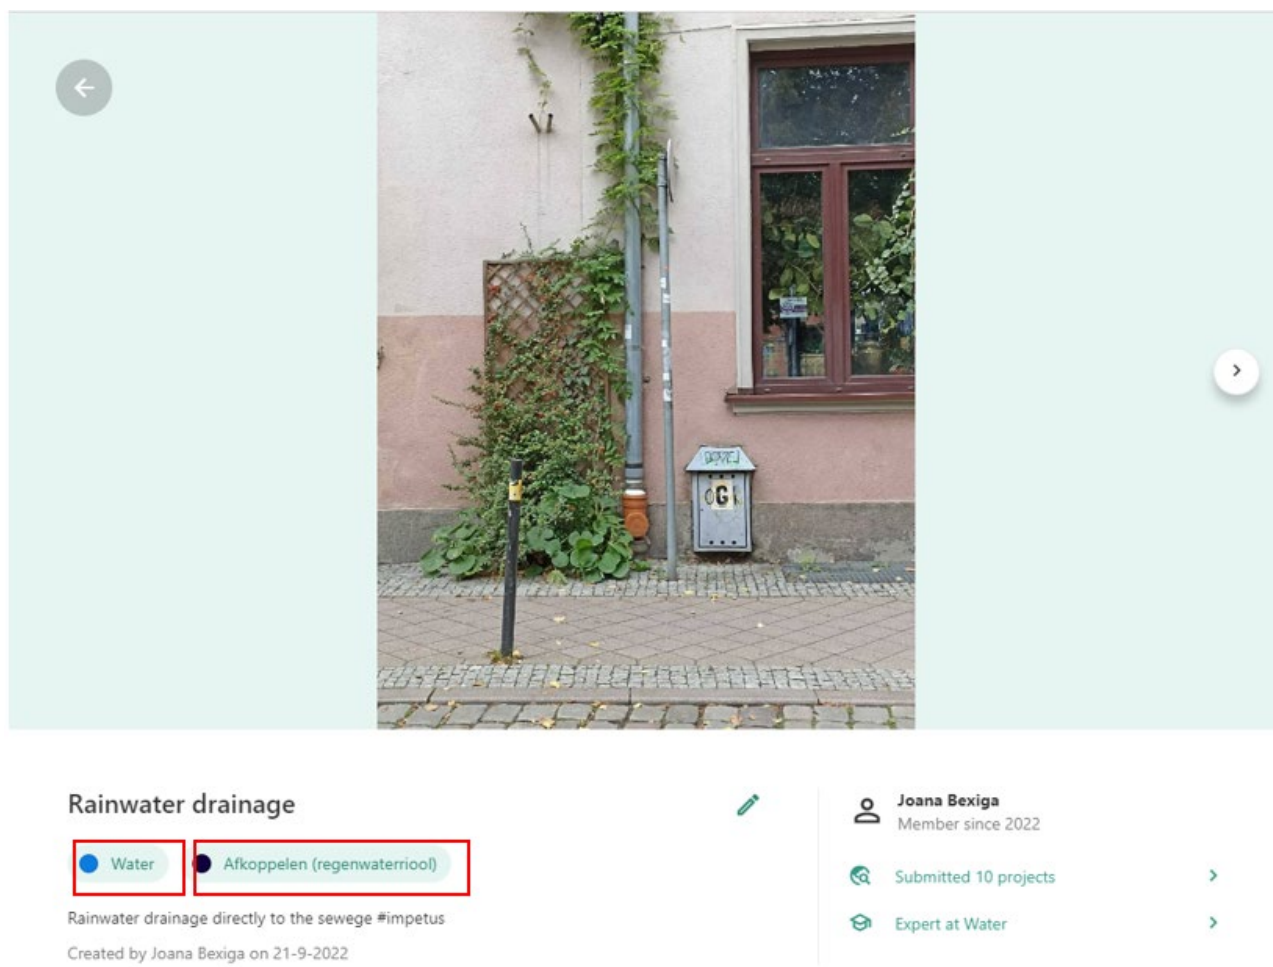 G
Rainwater drainage
Water
Afkoppelen (regenwaterriool)
Rainwater drainage directly to the sewege #impetus
Created by Joana Bexiga on 21-9-2022
Joana Bexiga
Member since 2022
Submitted 10 projects
Expert at Water